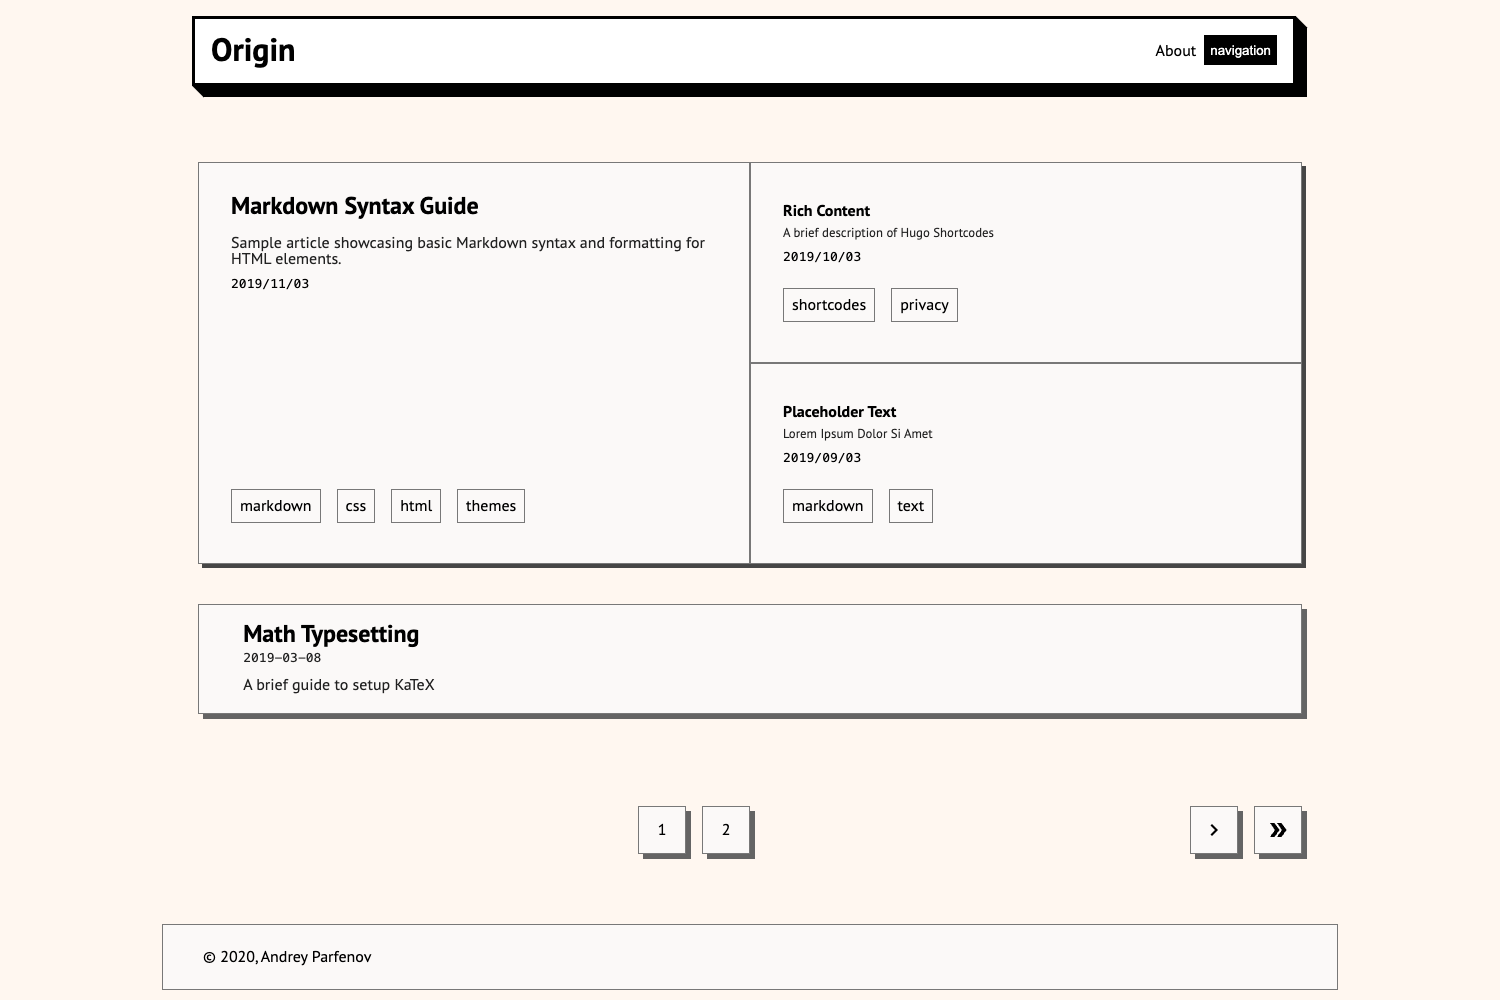 Origin
About
navigation
Markdown Syntax Guide
Sample article showcasing basic Markdown syntax and formatting for
HTML elements.
2019/11/03
markdown css html themes
Rich Content
A brief description of Hugo Shortcodes
2019/10/03
shortcodes privacy
Placeholder Text
Lorem Ipsum Dolor Si Amet
2019/09/03
markdown text
Math Typesetting
2019–03–08
A brief guide to setup KaTeX
1 2 › »
© 2020, Andrey Parfenov